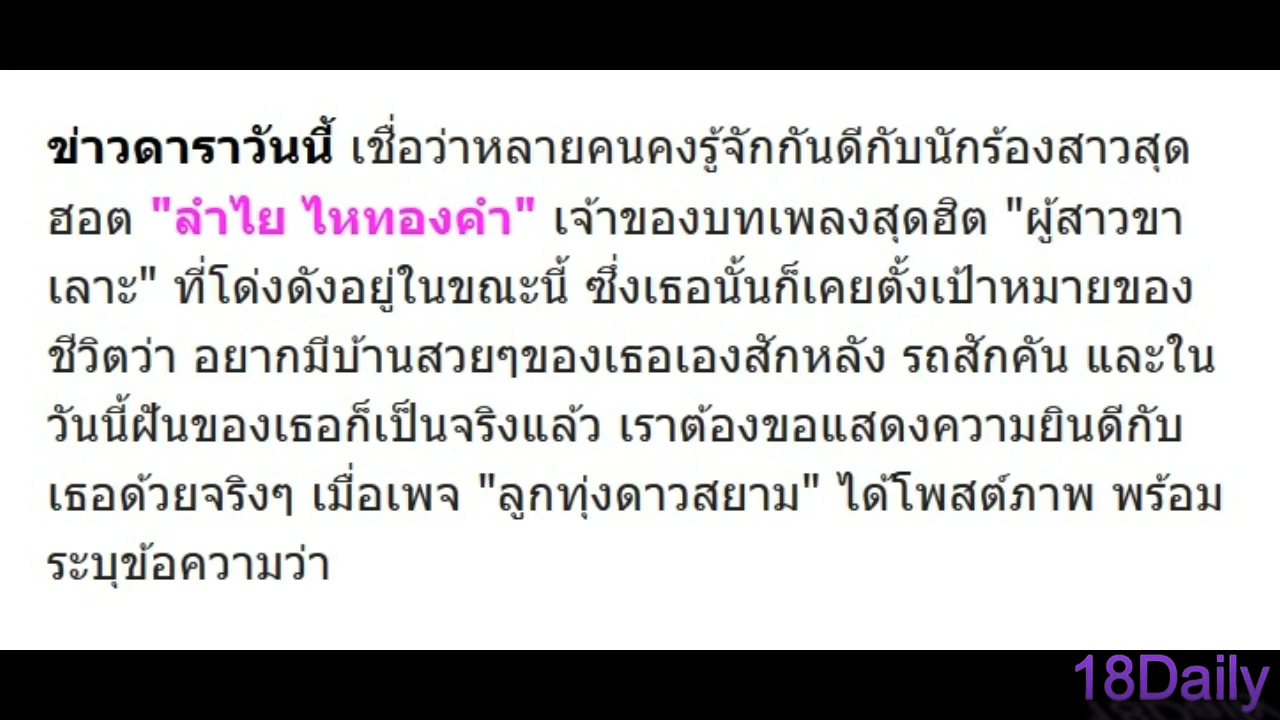 ข่าวดาราวันนี้ เชื่อว่าหลายคนคงรู้จักกันดีกับนักร้องสาวสุด
ฮอต "ลำไย ไหทองคำ" เจ้าของบทเพลงสุดฮิต "ผู้สาวขา
เลาะ" ที่โด่งดังอยู่ในขณะนี้ ซึ่งเธอนั้นก็เคยตั้งเป้าหมายของ
ชีวิตว่า อยากมีบ้านสวยๆของเธอเองสักหลัง รถสักคัน และใน
วันนี้ฝันของเธอก็เป็นจริงแล้ว เราต้องขอแสดงความยินดีกับ
เธอด้วยจริงๆ เมื่อเพจ "ลูกทุ่งดาวสยาม" ได้โพสต์ภาพ พร้อม
ระบุข้อความว่า
18Daily